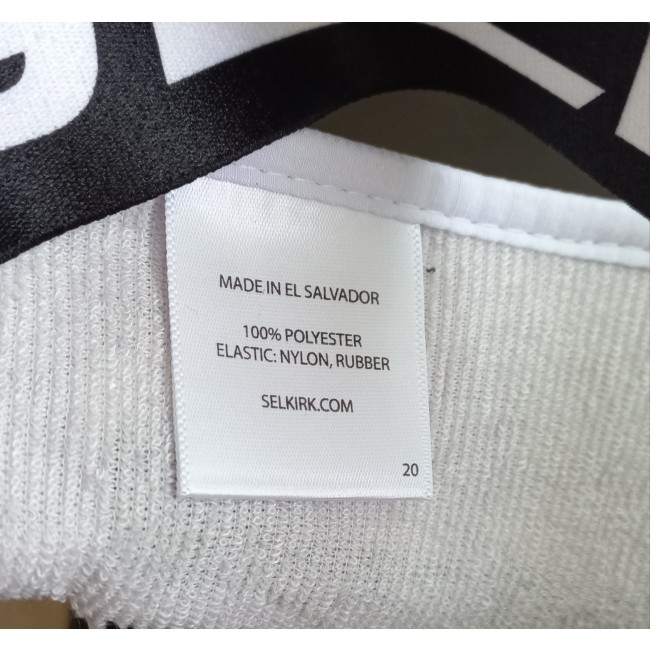 MADE IN EL SALVADOR
100% POLYESTER
ELASTIC: NYLON, RUBBER
SELKIRK.COM
20